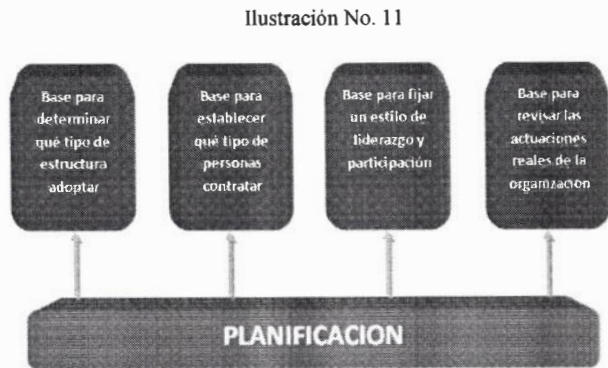 Ilustración No. 11
Base para
determinar
qué tipo de
estructura
adoptar
Base para
establecer
qué tipo de
personas
contratar
Base para fijar
un estilo de
liderazgo y
participación
Base para
revisar las
actuaciones
reales de la
organización
PLANIFICACION